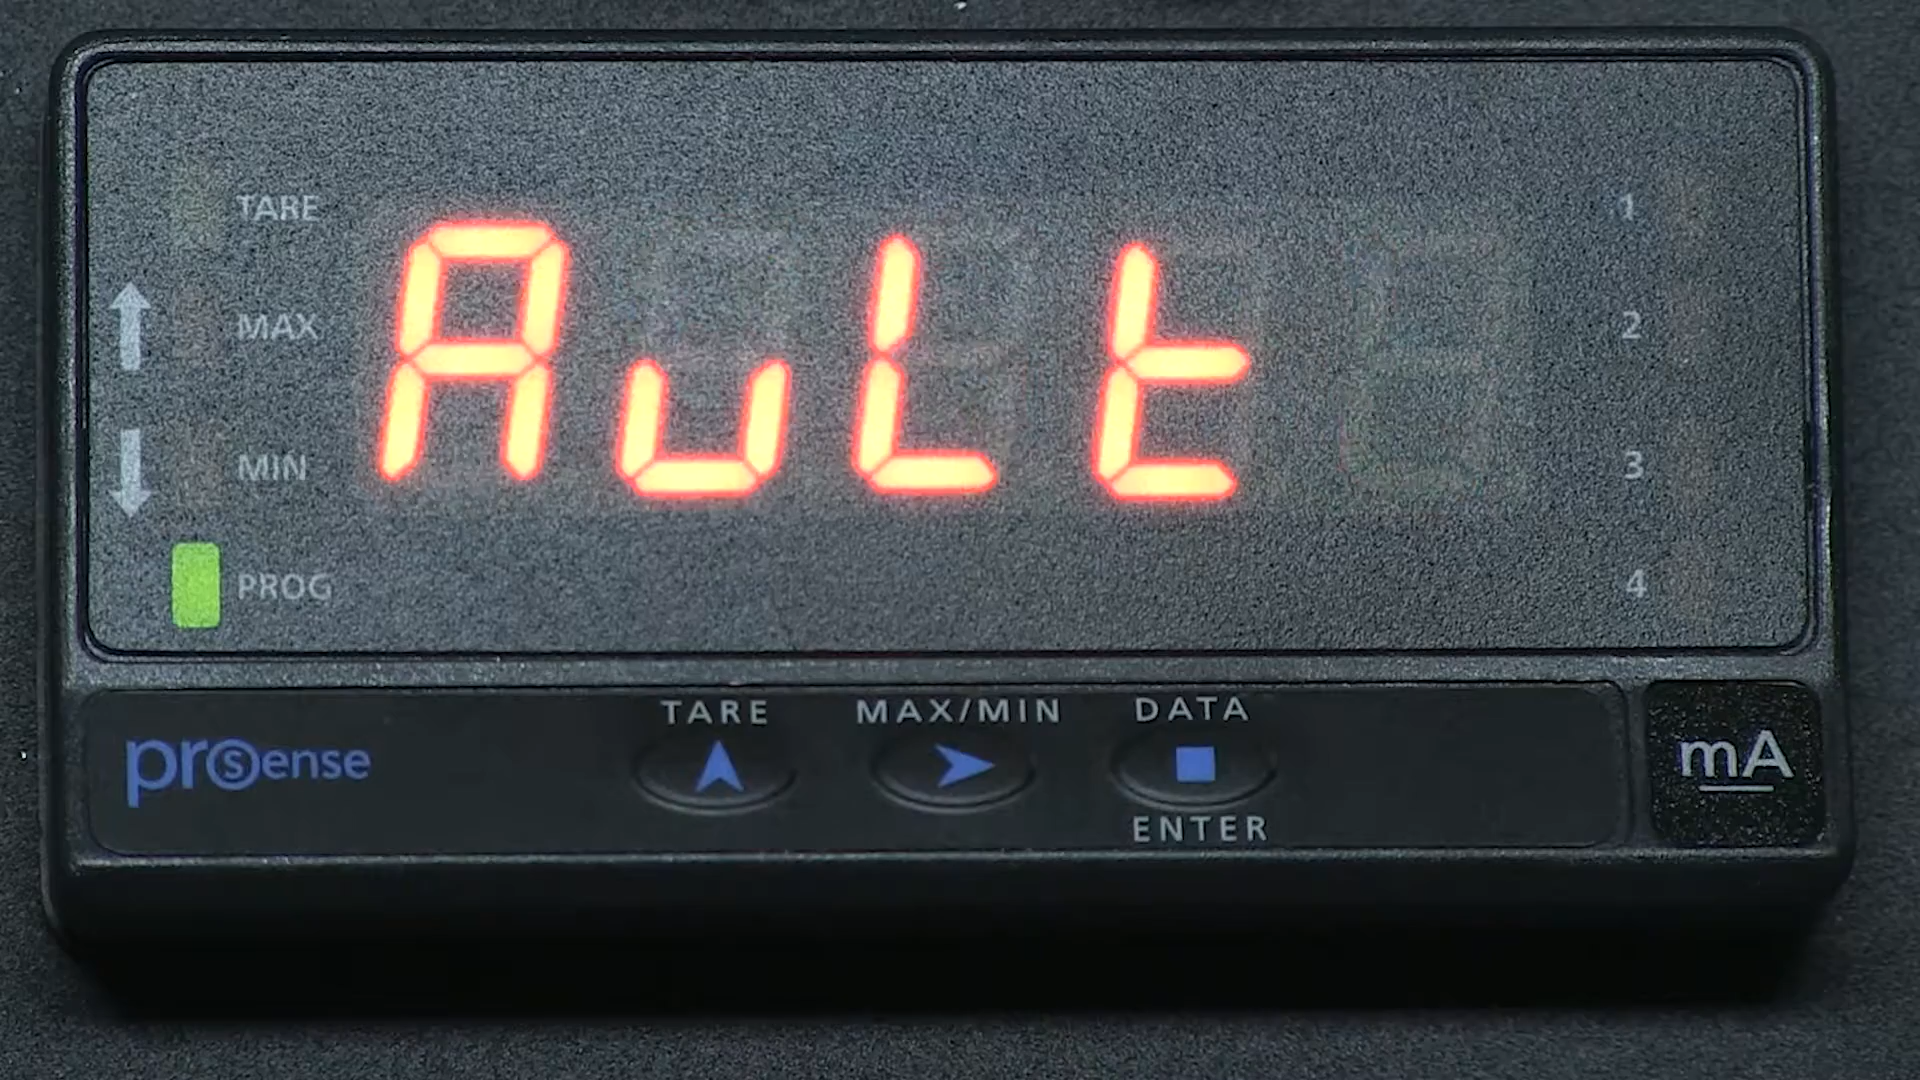 TARE
MAX
MIN
PROG
AuLt
1
2
3
4
prosense
TARE
MAX/MIN
DATA
ENTER
mA